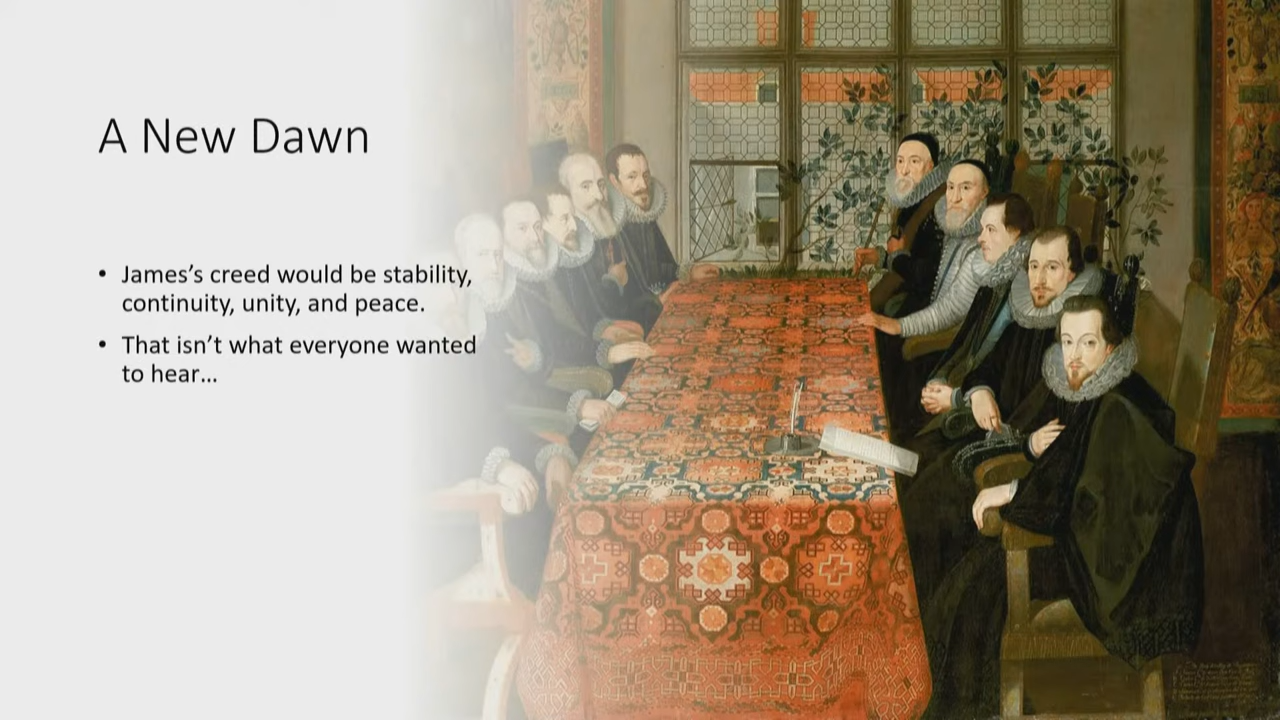 A New Dawn
• James’s creed would be stability,
continuity, unity, and peace.
• That isn’t what everyone wanted
to hear…